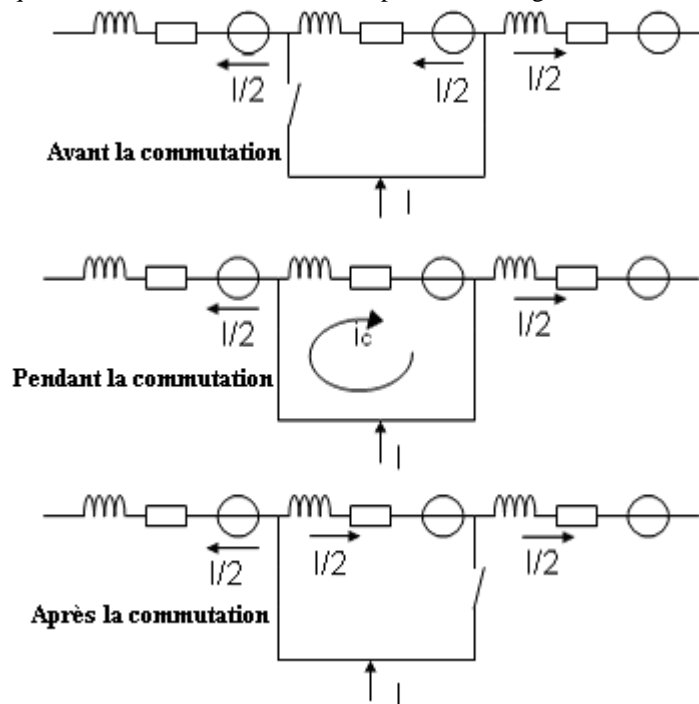 I/2 I/2 I/2
Avant la commutation
I
I/2 ic I/2
Pendant la commutation
I
I/2 I/2 I/2
Après la commutation
I